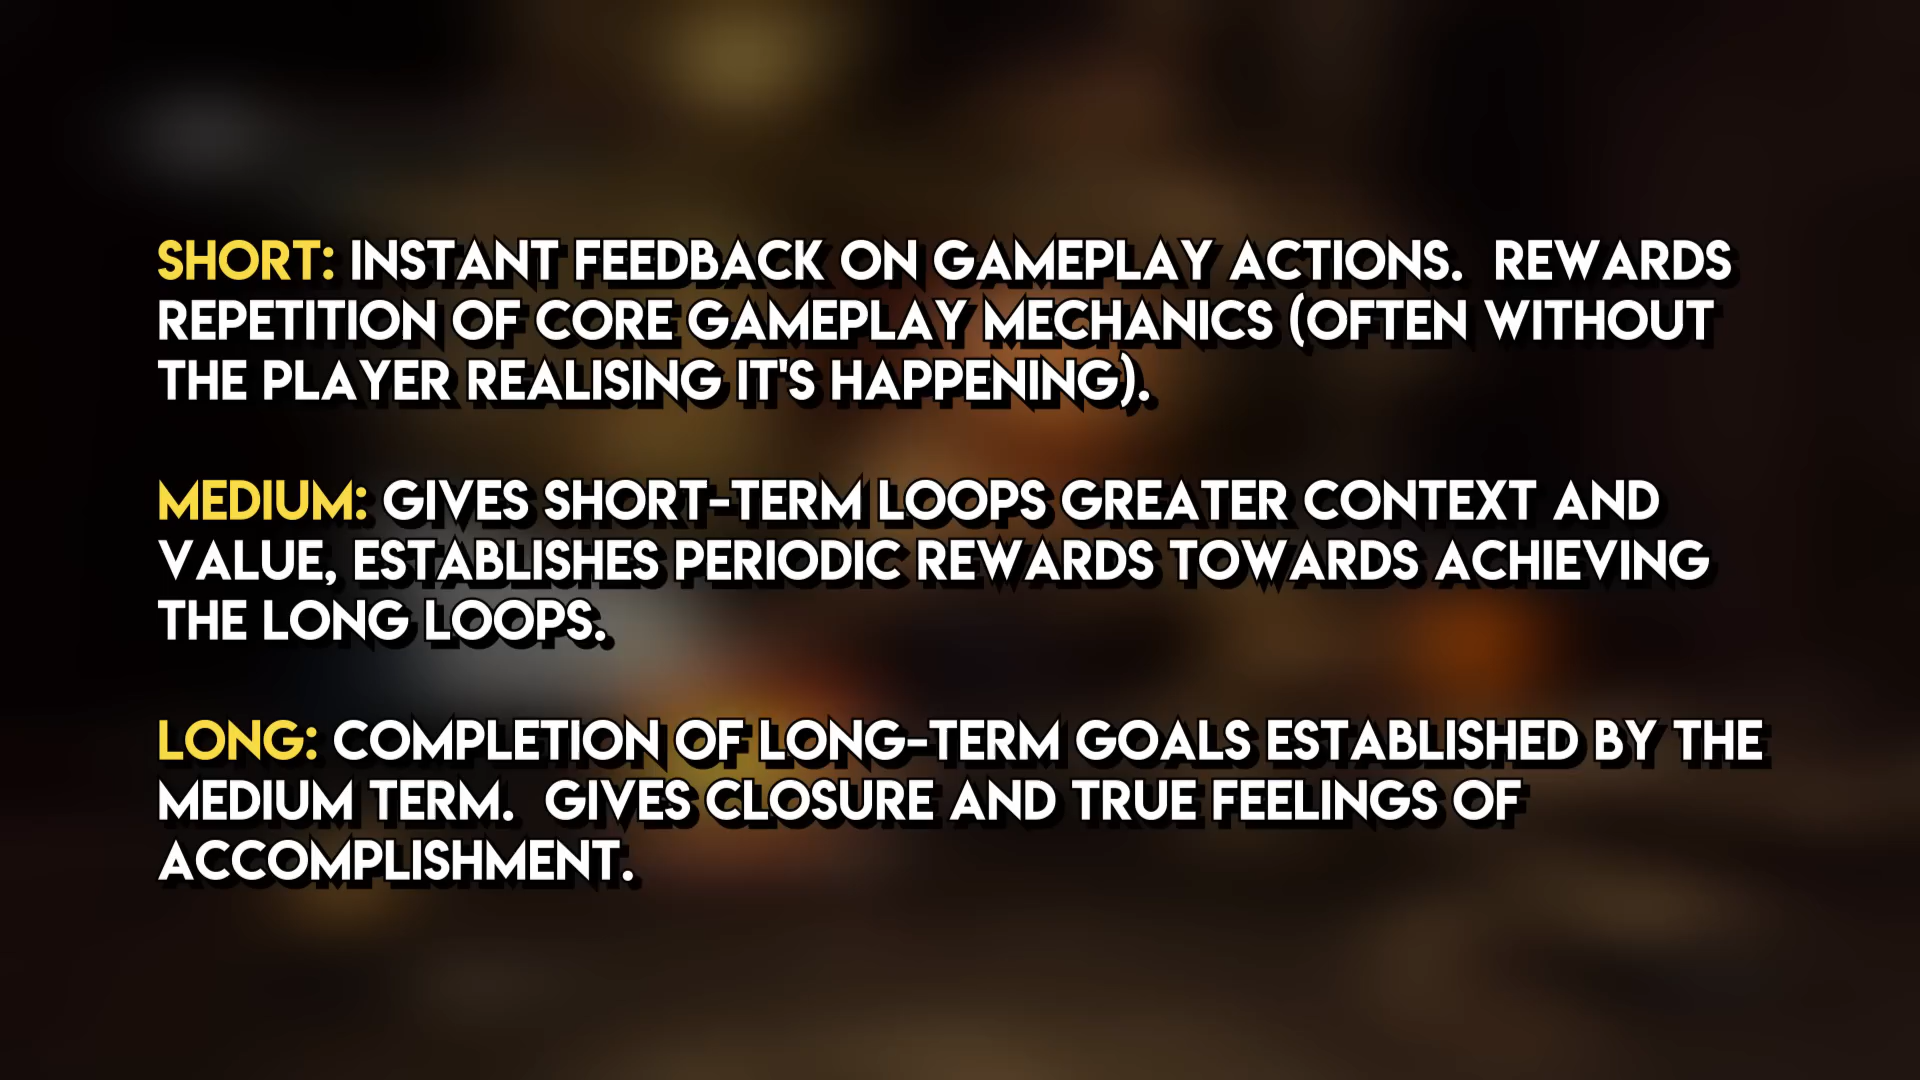 SHORT: INSTANT FEEDBACK ON GAMEPLAY ACTIONS.  REWARDS
REPETITION OF CORE GAMEPLAY MECHANICS (OFTEN WITHOUT
THE PLAYER REALISING IT'S HAPPENING).
MEDIUM: GIVES SHORT-TERM LOOPS GREATER CONTEXT AND
VALUE, ESTABLISHES PERIODIC REWARDS TOWARDS ACHIEVING
THE LONG LOOPS.
LONG: COMPLETION OF LONG-TERM GOALS ESTABLISHED BY THE
MEDIUM TERM.  GIVES CLOSURE AND TRUE FEELINGS OF
ACCOMPLISHMENT.